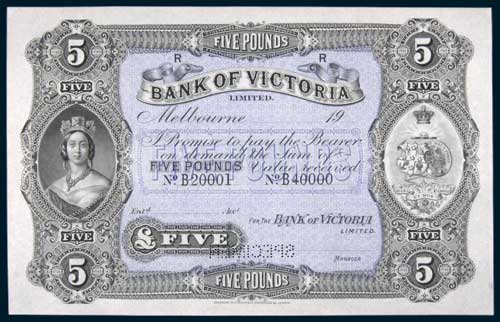 5 FIVE POUNDS 5
R R
FIVE BANK OF VICTORIA FIVE
LIMITED.
Melbourne 19
I Promise to pay the Bearer
on demand the Sum of
FIVE POUNDS Value received
No. B20001 No. B40000
Entd. Acct.
FOR THE BANK OF VICTORIA
LIMITED.
£ FIVE
MANAGER
SPECIMEN
FIVE FIVE
5 FIVE POUNDS 5